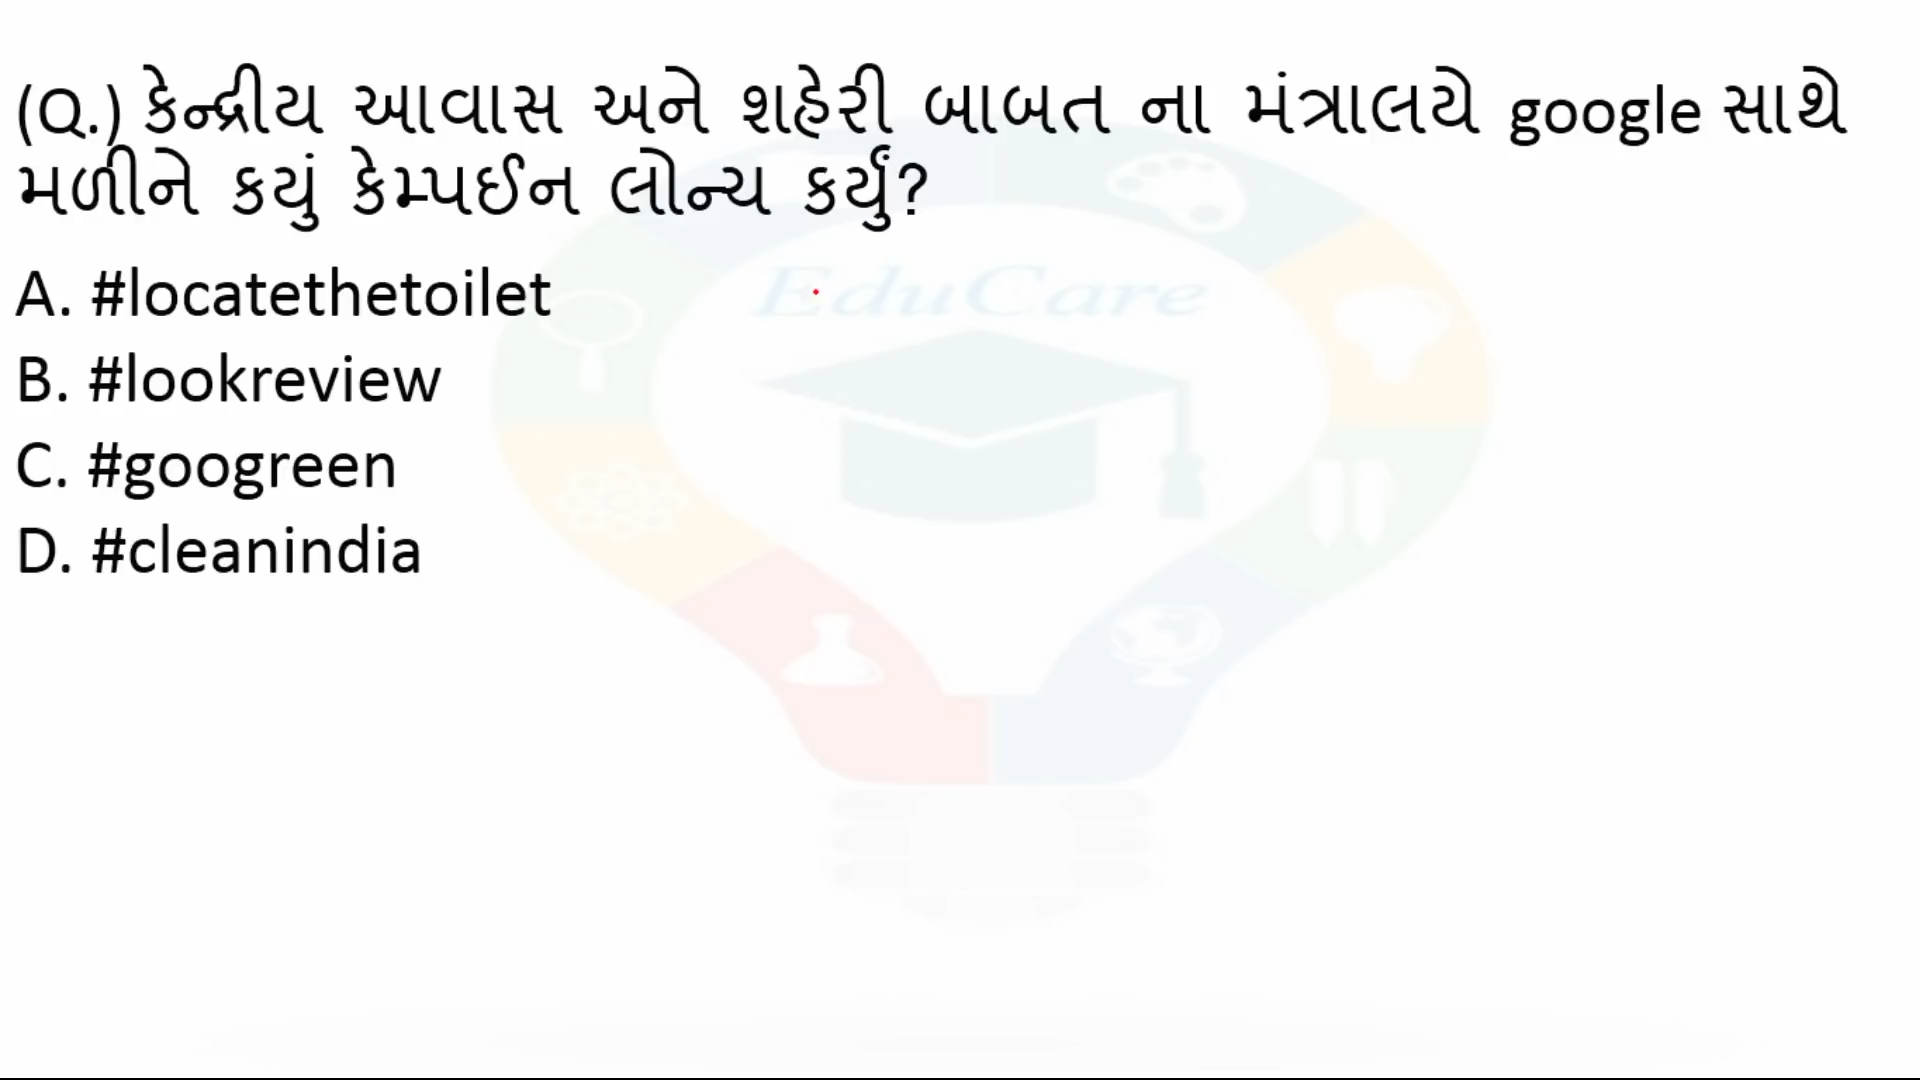 (Q.) કેન્દ્રીય આવાસ અને શહેરી બાબત ના મંત્રાલયે google સાથે
મળીને કયું કેમ્પઈન લોન્ચ કર્યું?
EduCare
A. #locatethetoilet
B. #lookreview
C. #googreen
D. #cleanindia